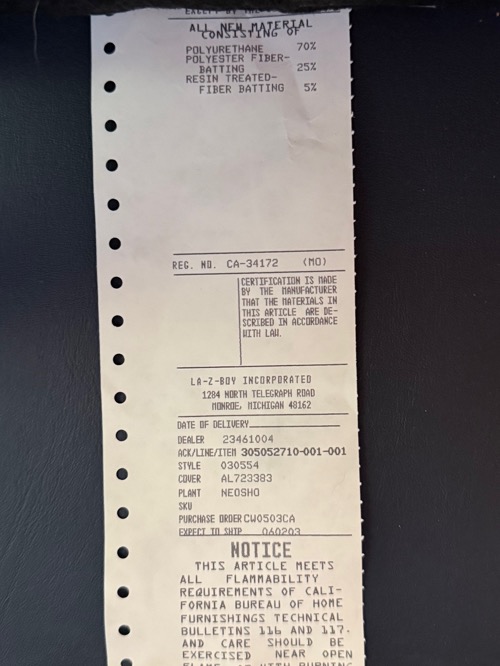 ALL NEW MATERIAL
CONSISTING OF
POLYURETHANE 70%
POLYESTER FIBER-
BATTING 25%
RESIN TREATED-
FIBER BATTING 5%
REG. NO. CA-34172 (MO)
CERTIFICATION IS MADE
BY THE MANUFACTURER
THAT THE MATERIALS IN
THIS ARTICLE ARE DE-
SCRIBED IN ACCORDANCE
WITH LAW.
LA-Z-BOY INCORPORATED
1284 NORTH TELEGRAPH ROAD
MONROE, MICHIGAN 48162
DATE OF DELIVERY
DEALER 23461004
ACK/LINE/ITEM 305052710-001-001
STYLE 030554
COVER AL723383
PLANT NEOSHO
SKU
PURCHASE ORDER CW0503CA
EXPECT TO SHIP 060203
NOTICE
THIS ARTICLE MEETS
ALL FLAMMABILITY
REQUIREMENTS OF CALI-
FORNIA BUREAU OF HOME
FURNISHINGS TECHNICAL
BULLETINS 116 AND 117.
AND CARE SHOULD BE
EXERCISED NEAR OPEN